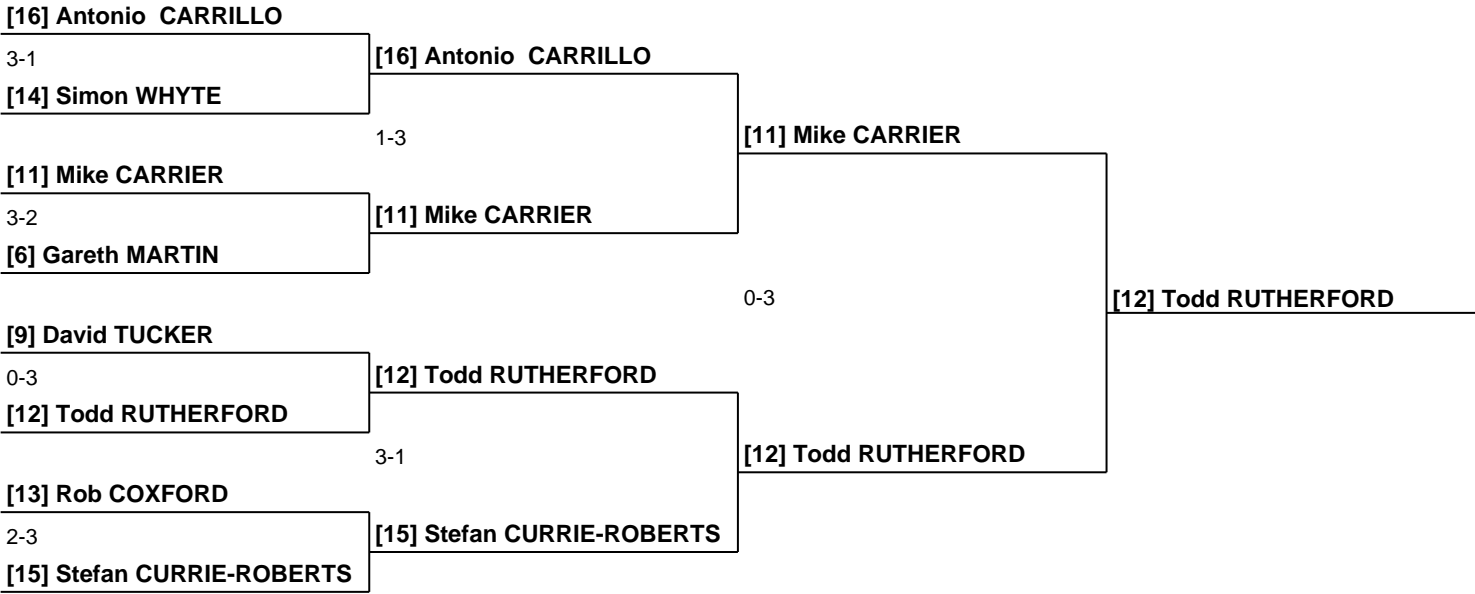 [16] Antonio  CARRILLO
3-1
[16] Antonio  CARRILLO
[14] Simon WHYTE
1-3
[11] Mike CARRIER
[11] Mike CARRIER
3-2
[11] Mike CARRIER
[6] Gareth MARTIN
0-3
[12] Todd RUTHERFORD
[9] David TUCKER
0-3
[12] Todd RUTHERFORD
[12] Todd RUTHERFORD
3-1
[12] Todd RUTHERFORD
[13] Rob COXFORD
2-3
[15] Stefan CURRIE-ROBERTS
[15] Stefan CURRIE-ROBERTS